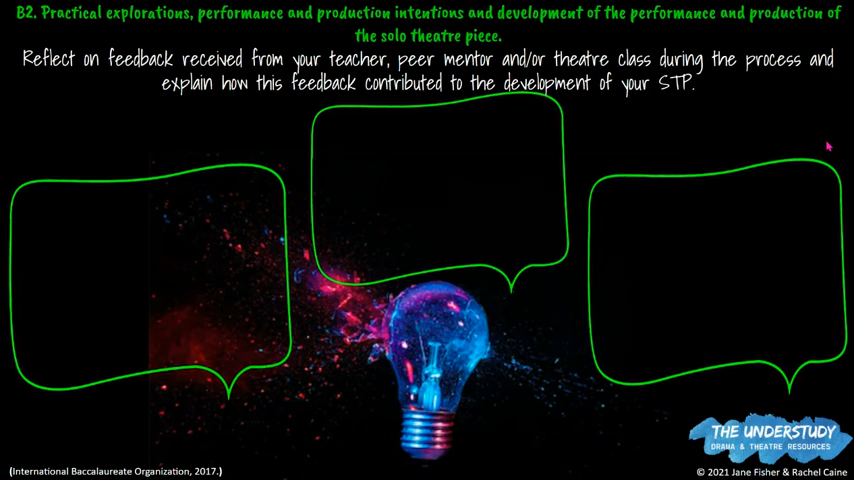 B2. Practical explorations, performance and production intentions and development of the performance and production of
the solo theatre piece.
Reflect on feedback received from your teacher, peer mentor and/or theatre class during the process and
explain how this feedback contributed to the development of your STP.
THE UNDERSTUDY
DRAMA & THEATRE RESOURCES
(International Baccalaureate Organization, 2017.)
© 2021 Jane Fisher & Rachel Caine